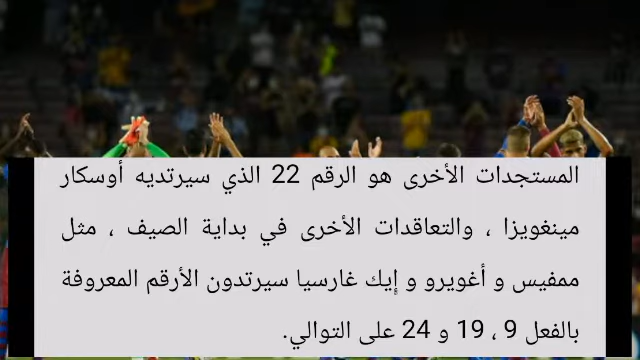 المستجدات الأخرى هو الرقم 22 الذي سيرتديه أوسكار
مينغويزا ، والتعاقدات الأخرى في بداية الصيف ، مثل
ممفيس و أغويرو و إيك غارسيا سيرتدون الأرقم المعروفة
بالفعل 9 ، 19 و 24 على التوالي.